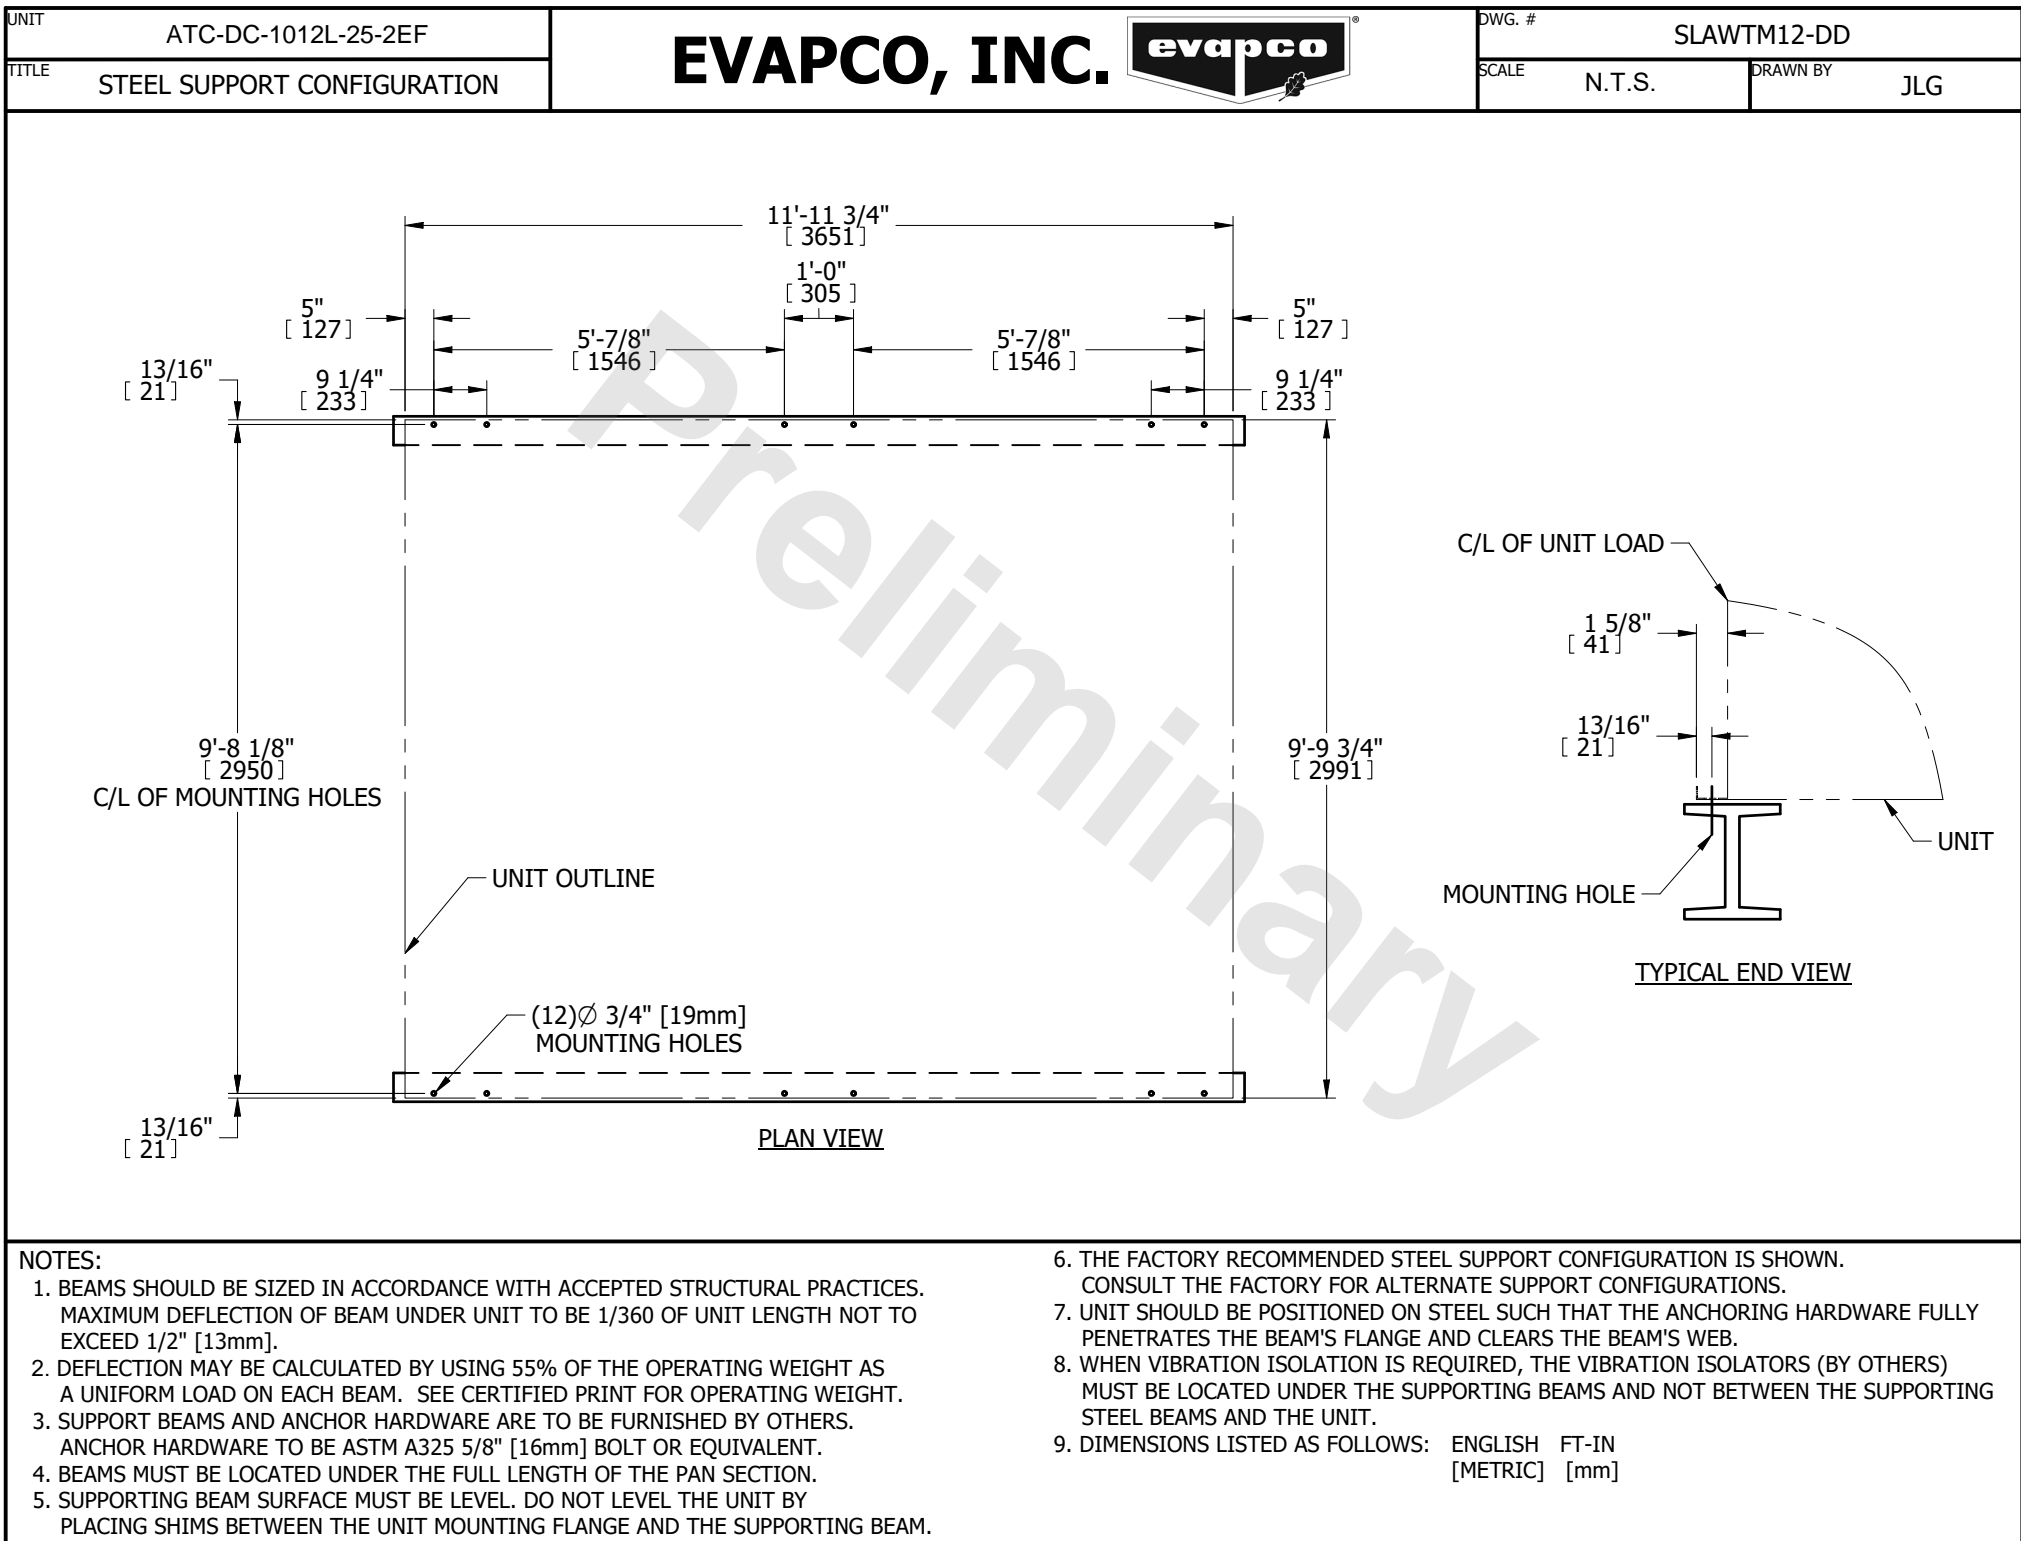 UNIT
ATC-DC-1012L-25-2EF
TITLE
STEEL SUPPORT CONFIGURATION
EVAPCO, INC.
evapco
®
DWG. #
SLAWTM12-DD
SCALE
N.T.S.
DRAWN BY
JLG
11'-11 3/4"
[ 3651 ]
1'-0"
[ 305 ]
5"
[ 127 ]
5"
[ 127 ]
5'-7/8"
[ 1546 ]
5'-7/8"
[ 1546 ]
13/16"
[ 21 ]
9 1/4"
[ 233 ]
9 1/4"
[ 233 ]
Preliminary
C/L OF UNIT LOAD
1 5/8"
[ 41 ]
13/16"
[ 21 ]
9'-8 1/8"
[ 2950 ]
C/L OF MOUNTING HOLES
9'-9 3/4"
[ 2991 ]
UNIT
UNIT OUTLINE
MOUNTING HOLE
TYPICAL END VIEW
(12)∅ 3/4" [19mm]
MOUNTING HOLES
13/16"
[ 21 ]
PLAN VIEW
NOTES:
1. BEAMS SHOULD BE SIZED IN ACCORDANCE WITH ACCEPTED STRUCTURAL PRACTICES.
MAXIMUM DEFLECTION OF BEAM UNDER UNIT TO BE 1/360 OF UNIT LENGTH NOT TO
EXCEED 1/2" [13mm].
2. DEFLECTION MAY BE CALCULATED BY USING 55% OF THE OPERATING WEIGHT AS
A UNIFORM LOAD ON EACH BEAM. SEE CERTIFIED PRINT FOR OPERATING WEIGHT.
3. SUPPORT BEAMS AND ANCHOR HARDWARE ARE TO BE FURNISHED BY OTHERS.
ANCHOR HARDWARE TO BE ASTM A325 5/8" [16mm] BOLT OR EQUIVALENT.
4. BEAMS MUST BE LOCATED UNDER THE FULL LENGTH OF THE PAN SECTION.
5. SUPPORTING BEAM SURFACE MUST BE LEVEL. DO NOT LEVEL THE UNIT BY
PLACING SHIMS BETWEEN THE UNIT MOUNTING FLANGE AND THE SUPPORTING BEAM.
6. THE FACTORY RECOMMENDED STEEL SUPPORT CONFIGURATION IS SHOWN.
CONSULT THE FACTORY FOR ALTERNATE SUPPORT CONFIGURATIONS.
7. UNIT SHOULD BE POSITIONED ON STEEL SUCH THAT THE ANCHORING HARDWARE FULLY
PENETRATES THE BEAM'S FLANGE AND CLEARS THE BEAM'S WEB.
8. WHEN VIBRATION ISOLATION IS REQUIRED, THE VIBRATION ISOLATORS (BY OTHERS)
MUST BE LOCATED UNDER THE SUPPORTING BEAMS AND NOT BETWEEN THE SUPPORTING
STEEL BEAMS AND THE UNIT.
9. DIMENSIONS LISTED AS FOLLOWS: ENGLISH FT-IN
[METRIC] [mm]